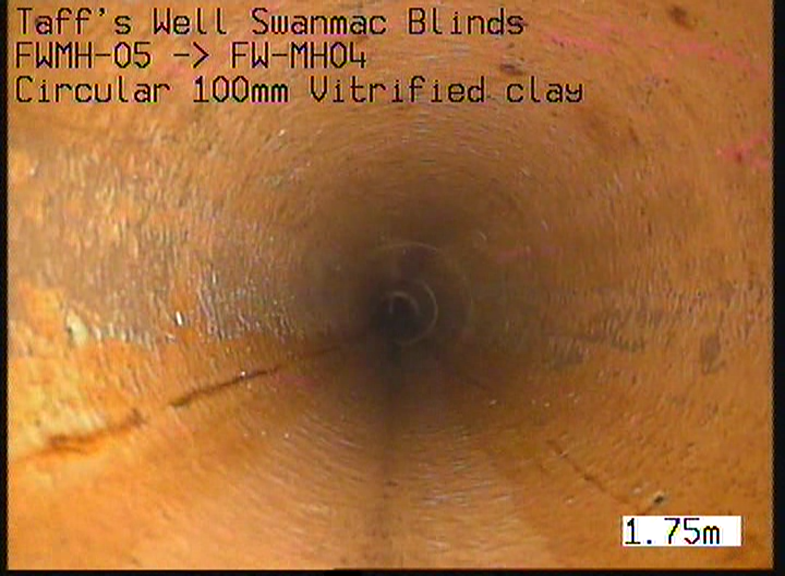 Taff's Well Swanmac Blinds
FWMH-05 -> FW-MH04
Circular 100mm Vitrified clay
1.75m